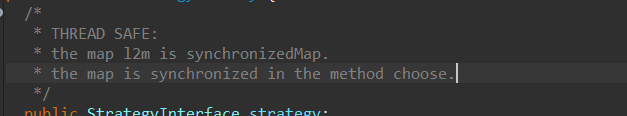 /*
* THREAD SAFE:
* the map l2m is synchronizedMap.
* the map is synchronized in the method choose.
*/
public StrategyInterface strategy;